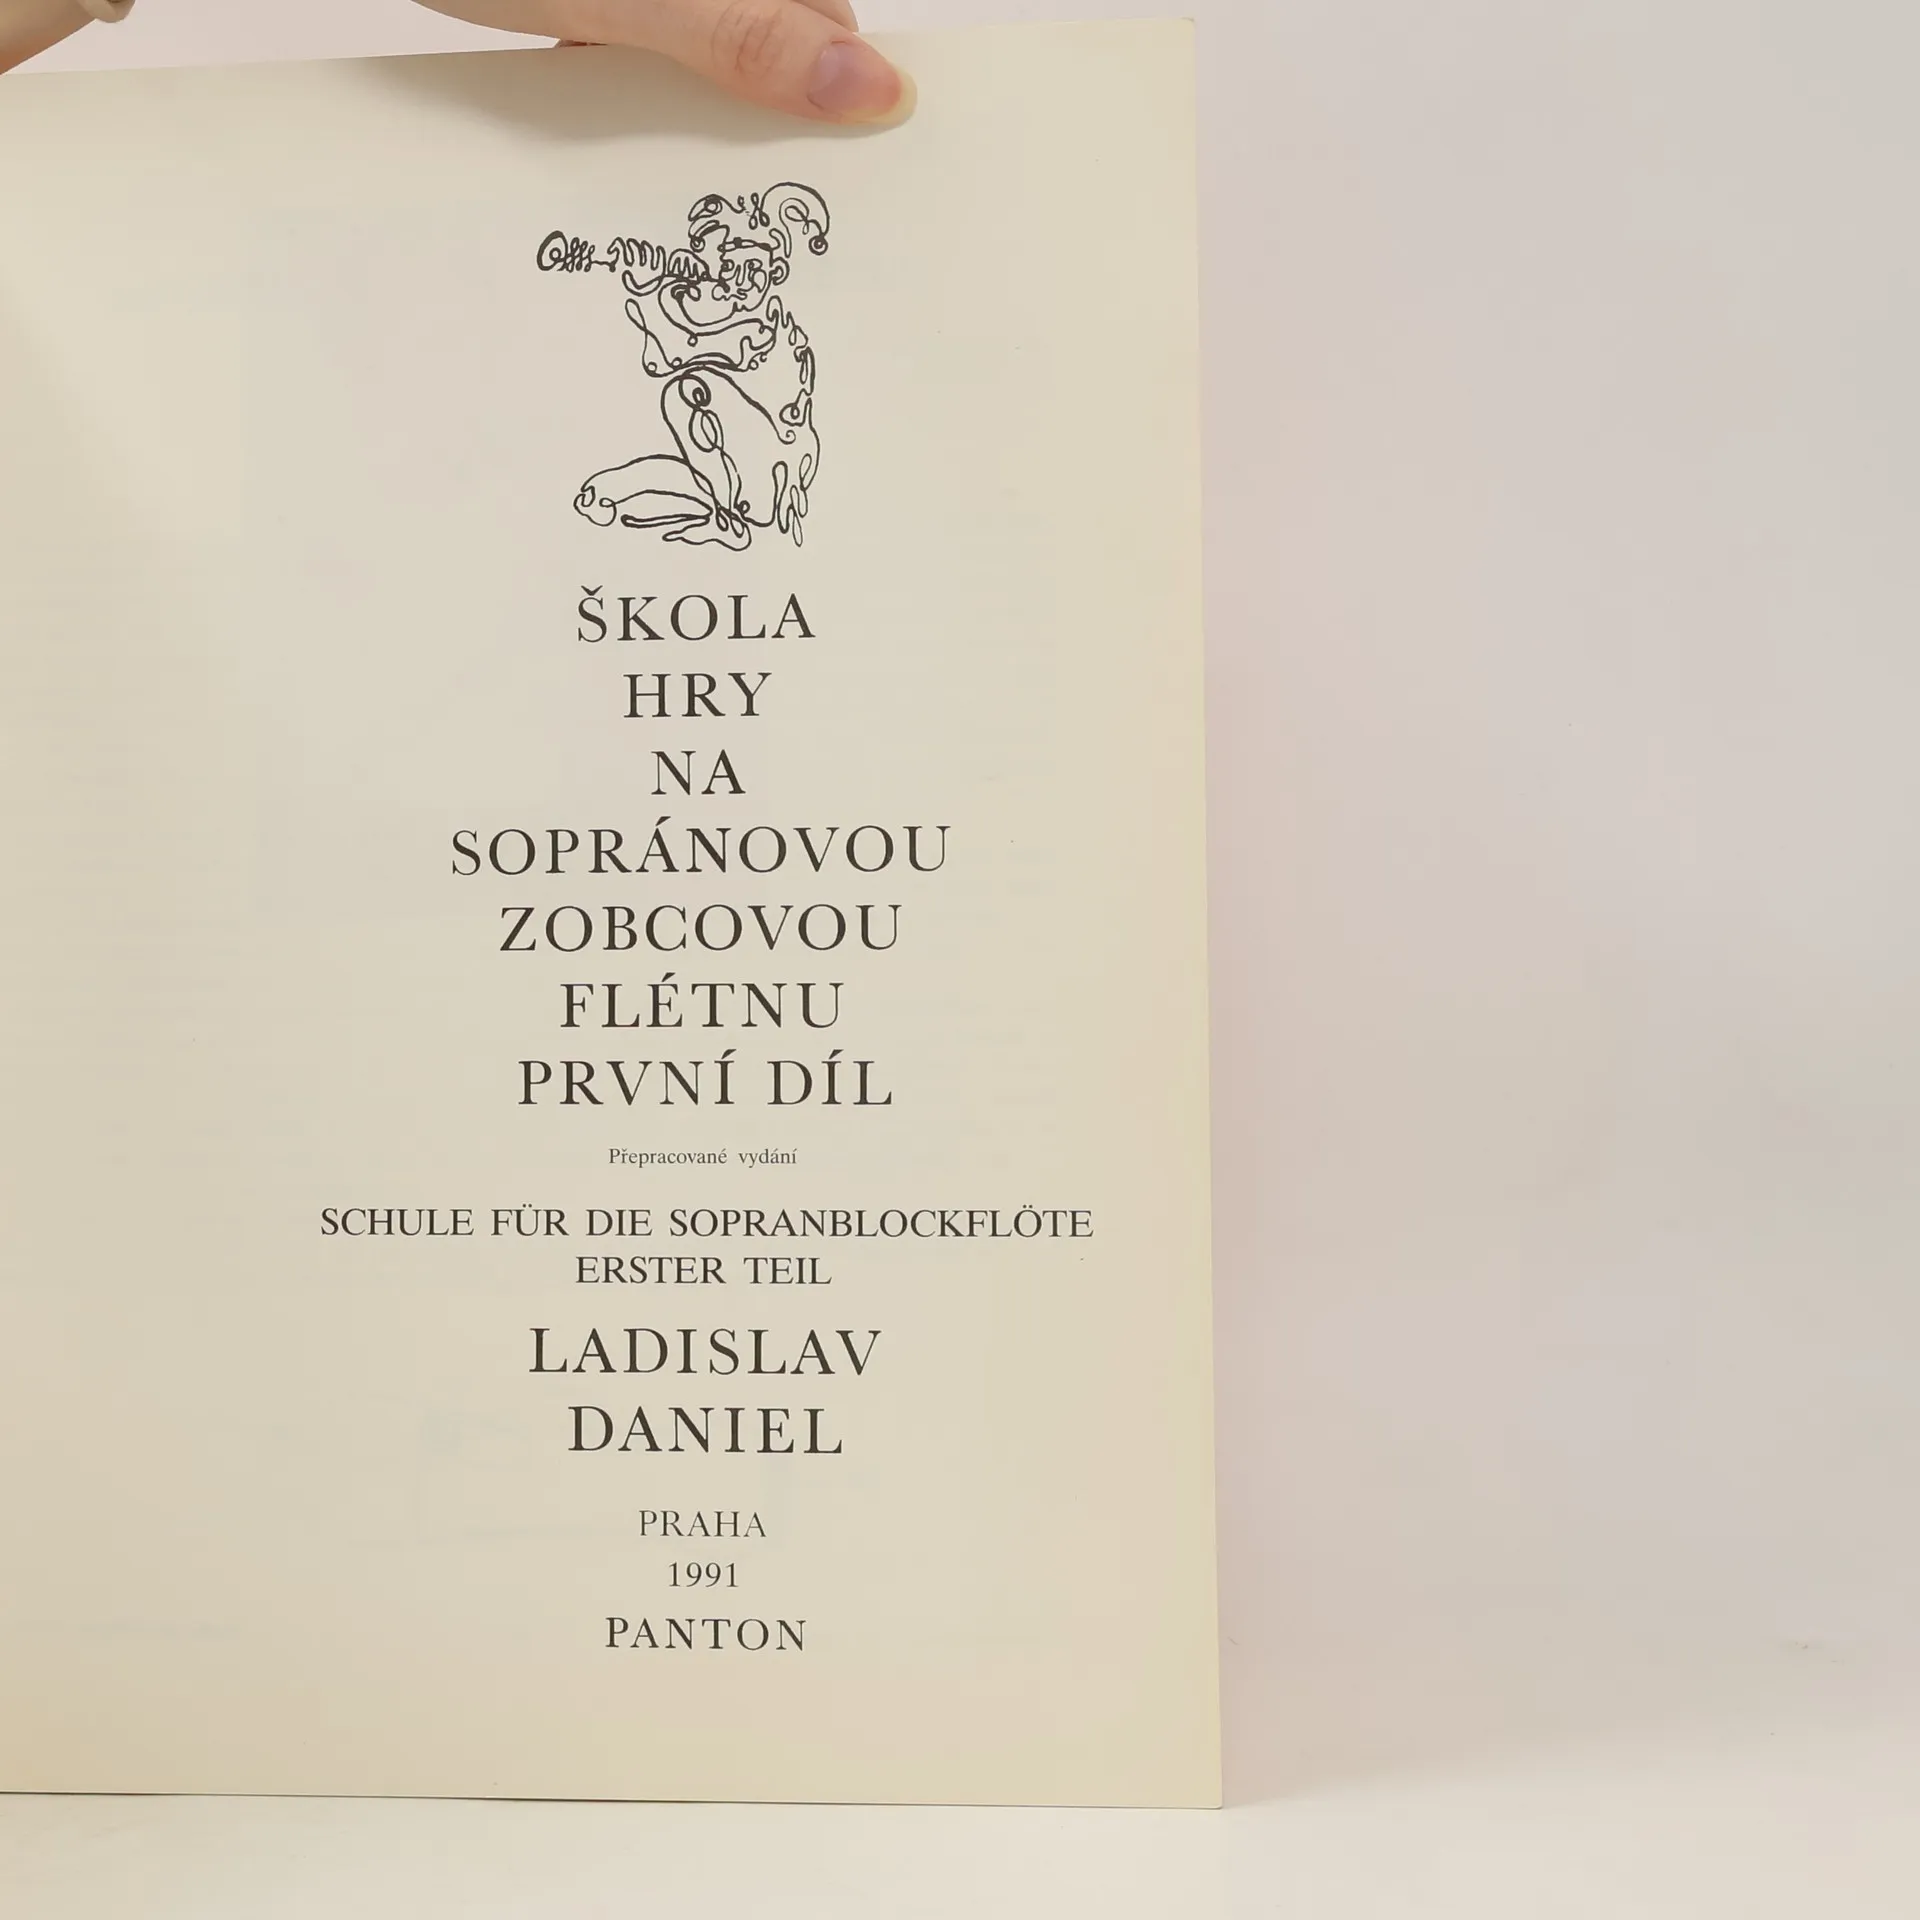 ŠKOLA
HRY
NA
SOPRÁNOVOU
ZOBCOVOU
FLÉTNU
PRVNÍ DÍL
Přepracované vydání
SCHULE FÜR DIE SOPRANBLOCKFLÖTE
ERSTER TEIL
LADISLAV
DANIEL
PRAHA
1991
PANTON